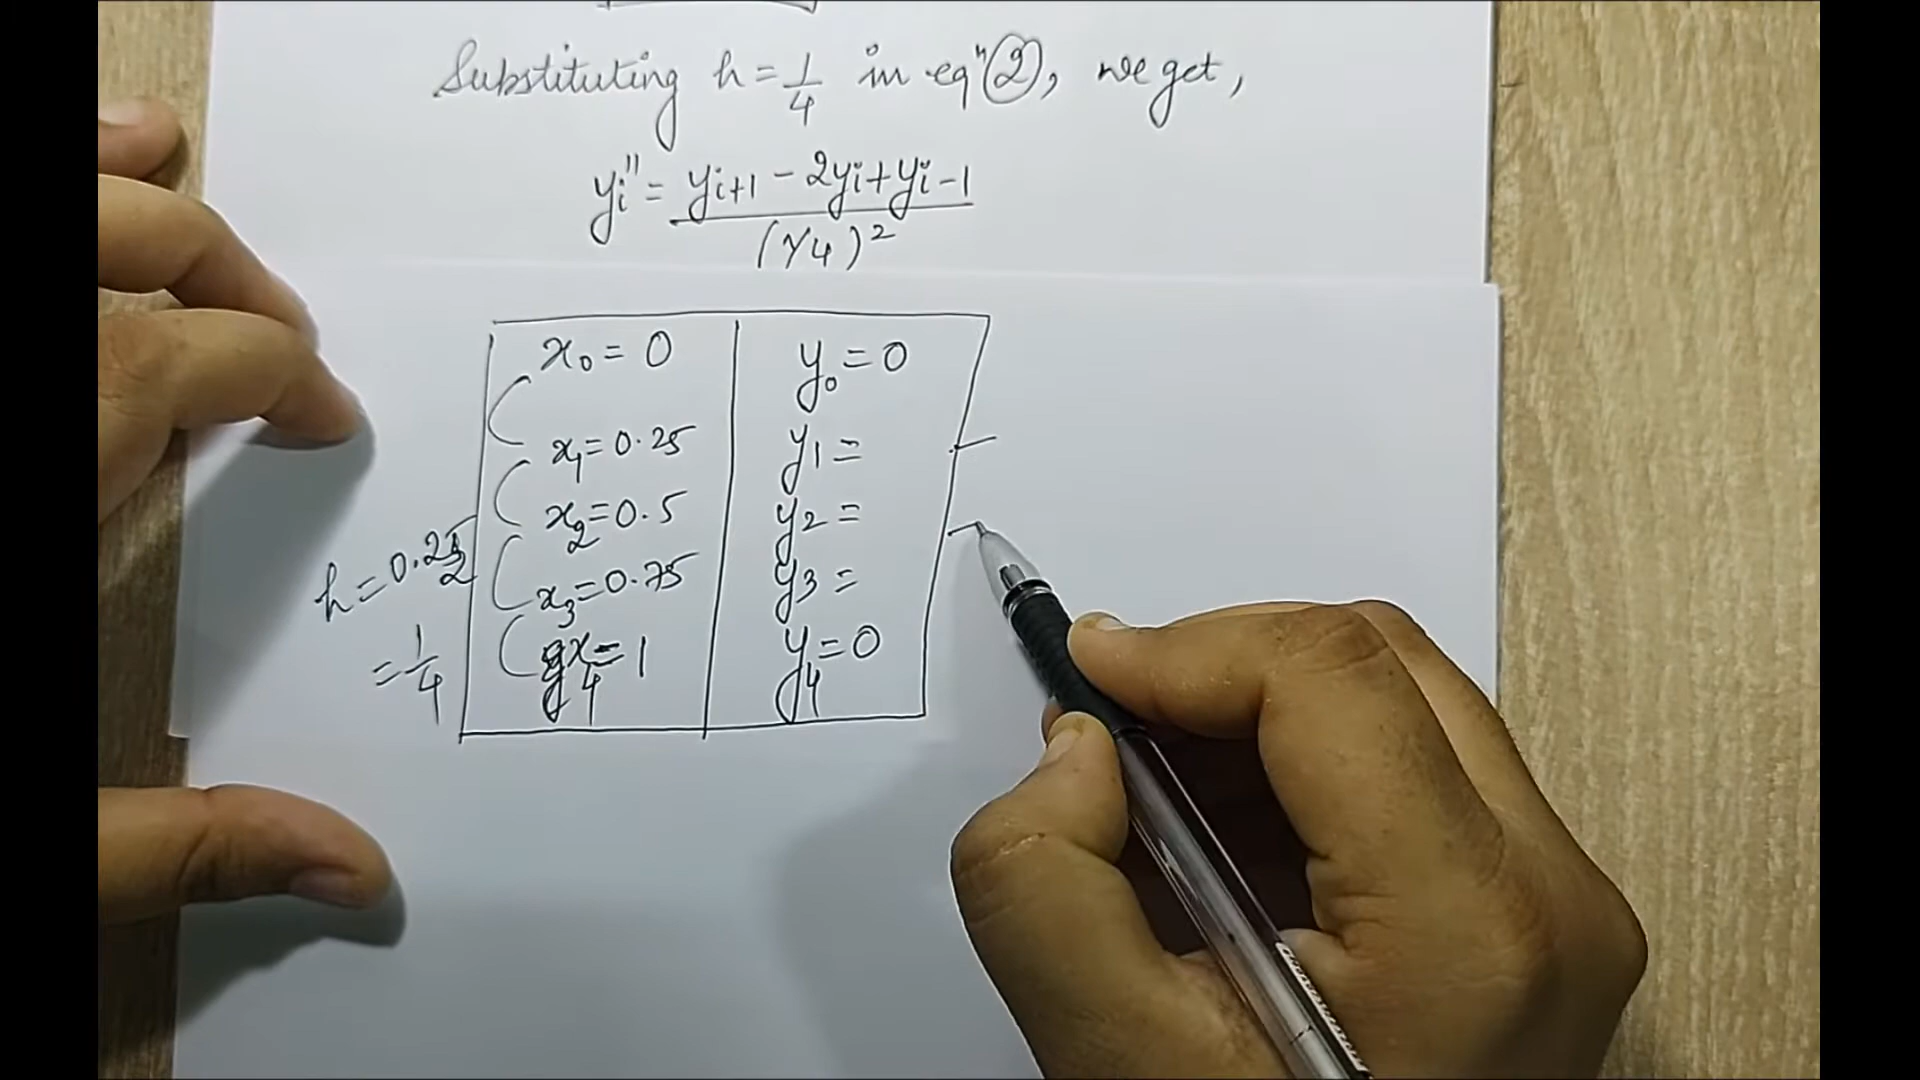 Substituting h = 1/4 in eqⁿ (2), we get,
yi'' = yi+1 - 2yi + yi-1 / (1/4)²
x₀ = 0 y₀ = 0
x₁ = 0.25 y₁ =
x₂ = 0.5 y₂ =
h = 0.25 x₃ = 0.75 y₃ =
= 1/4 x₄ = 1 y₄ = 0